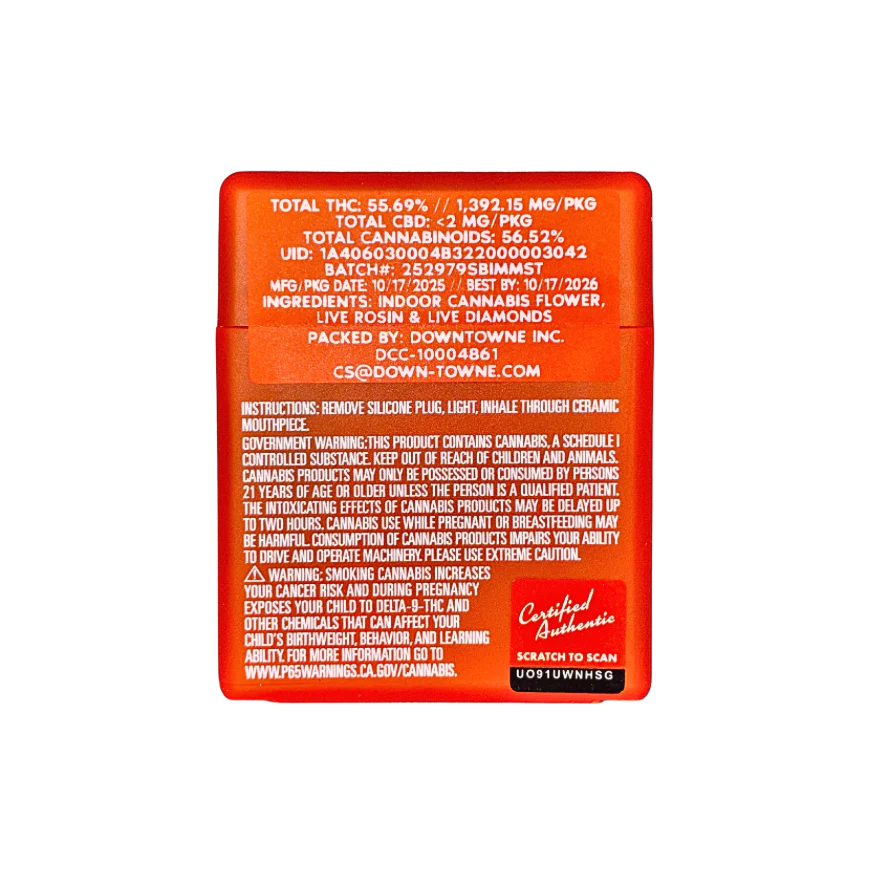 TOTAL THC: 55.69% // 1,392.15 MG/PKG
TOTAL CBD: <2 MG/PKG
TOTAL CANNABINOIDS: 56.52%
UID: 1A406030004B322000003042
BATCH#: 252979SBIMMST
MFG/PKG DATE: 10/17/2025 // BEST BY: 10/17/2026
INGREDIENTS: INDOOR CANNABIS FLOWER,
LIVE ROSIN & LIVE DIAMONDS
PACKED BY: DOWNTOWNE INC.
DCC-10004861
CS@DOWN-TOWNE.COM
INSTRUCTIONS: REMOVE SILICONE PLUG, LIGHT, INHALE THROUGH CERAMIC
MOUTHPIECE.
GOVERNMENT WARNING:THIS PRODUCT CONTAINS CANNABIS, A SCHEDULE I
CONTROLLED SUBSTANCE. KEEP OUT OF REACH OF CHILDREN AND ANIMALS.
CANNABIS PRODUCTS MAY ONLY BE POSSESSED OR CONSUMED BY PERSONS
21 YEARS OF AGE OR OLDER UNLESS THE PERSON IS A QUALIFIED PATIENT.
THE INTOXICATING EFFECTS OF CANNABIS PRODUCTS MAY BE DELAYED UP
TO TWO HOURS. CANNABIS USE WHILE PREGNANT OR BREASTFEEDING MAY
BE HARMFUL. CONSUMPTION OF CANNABIS PRODUCTS IMPAIRS YOUR ABILITY
TO DRIVE AND OPERATE MACHINERY. PLEASE USE EXTREME CAUTION.
⚠ WARNING: SMOKING CANNABIS INCREASES
YOUR CANCER RISK AND DURING PREGNANCY
EXPOSES YOUR CHILD TO DELTA-9-THC AND
OTHER CHEMICALS THAT CAN AFFECT YOUR
CHILD'S BIRTHWEIGHT, BEHAVIOR, AND LEARNING
ABILITY. FOR MORE INFORMATION GO TO
WWW.P65WARNINGS.CA.GOV/CANNABIS.
Certified
Authentic
SCRATCH TO SCAN
UO91UWNHSG